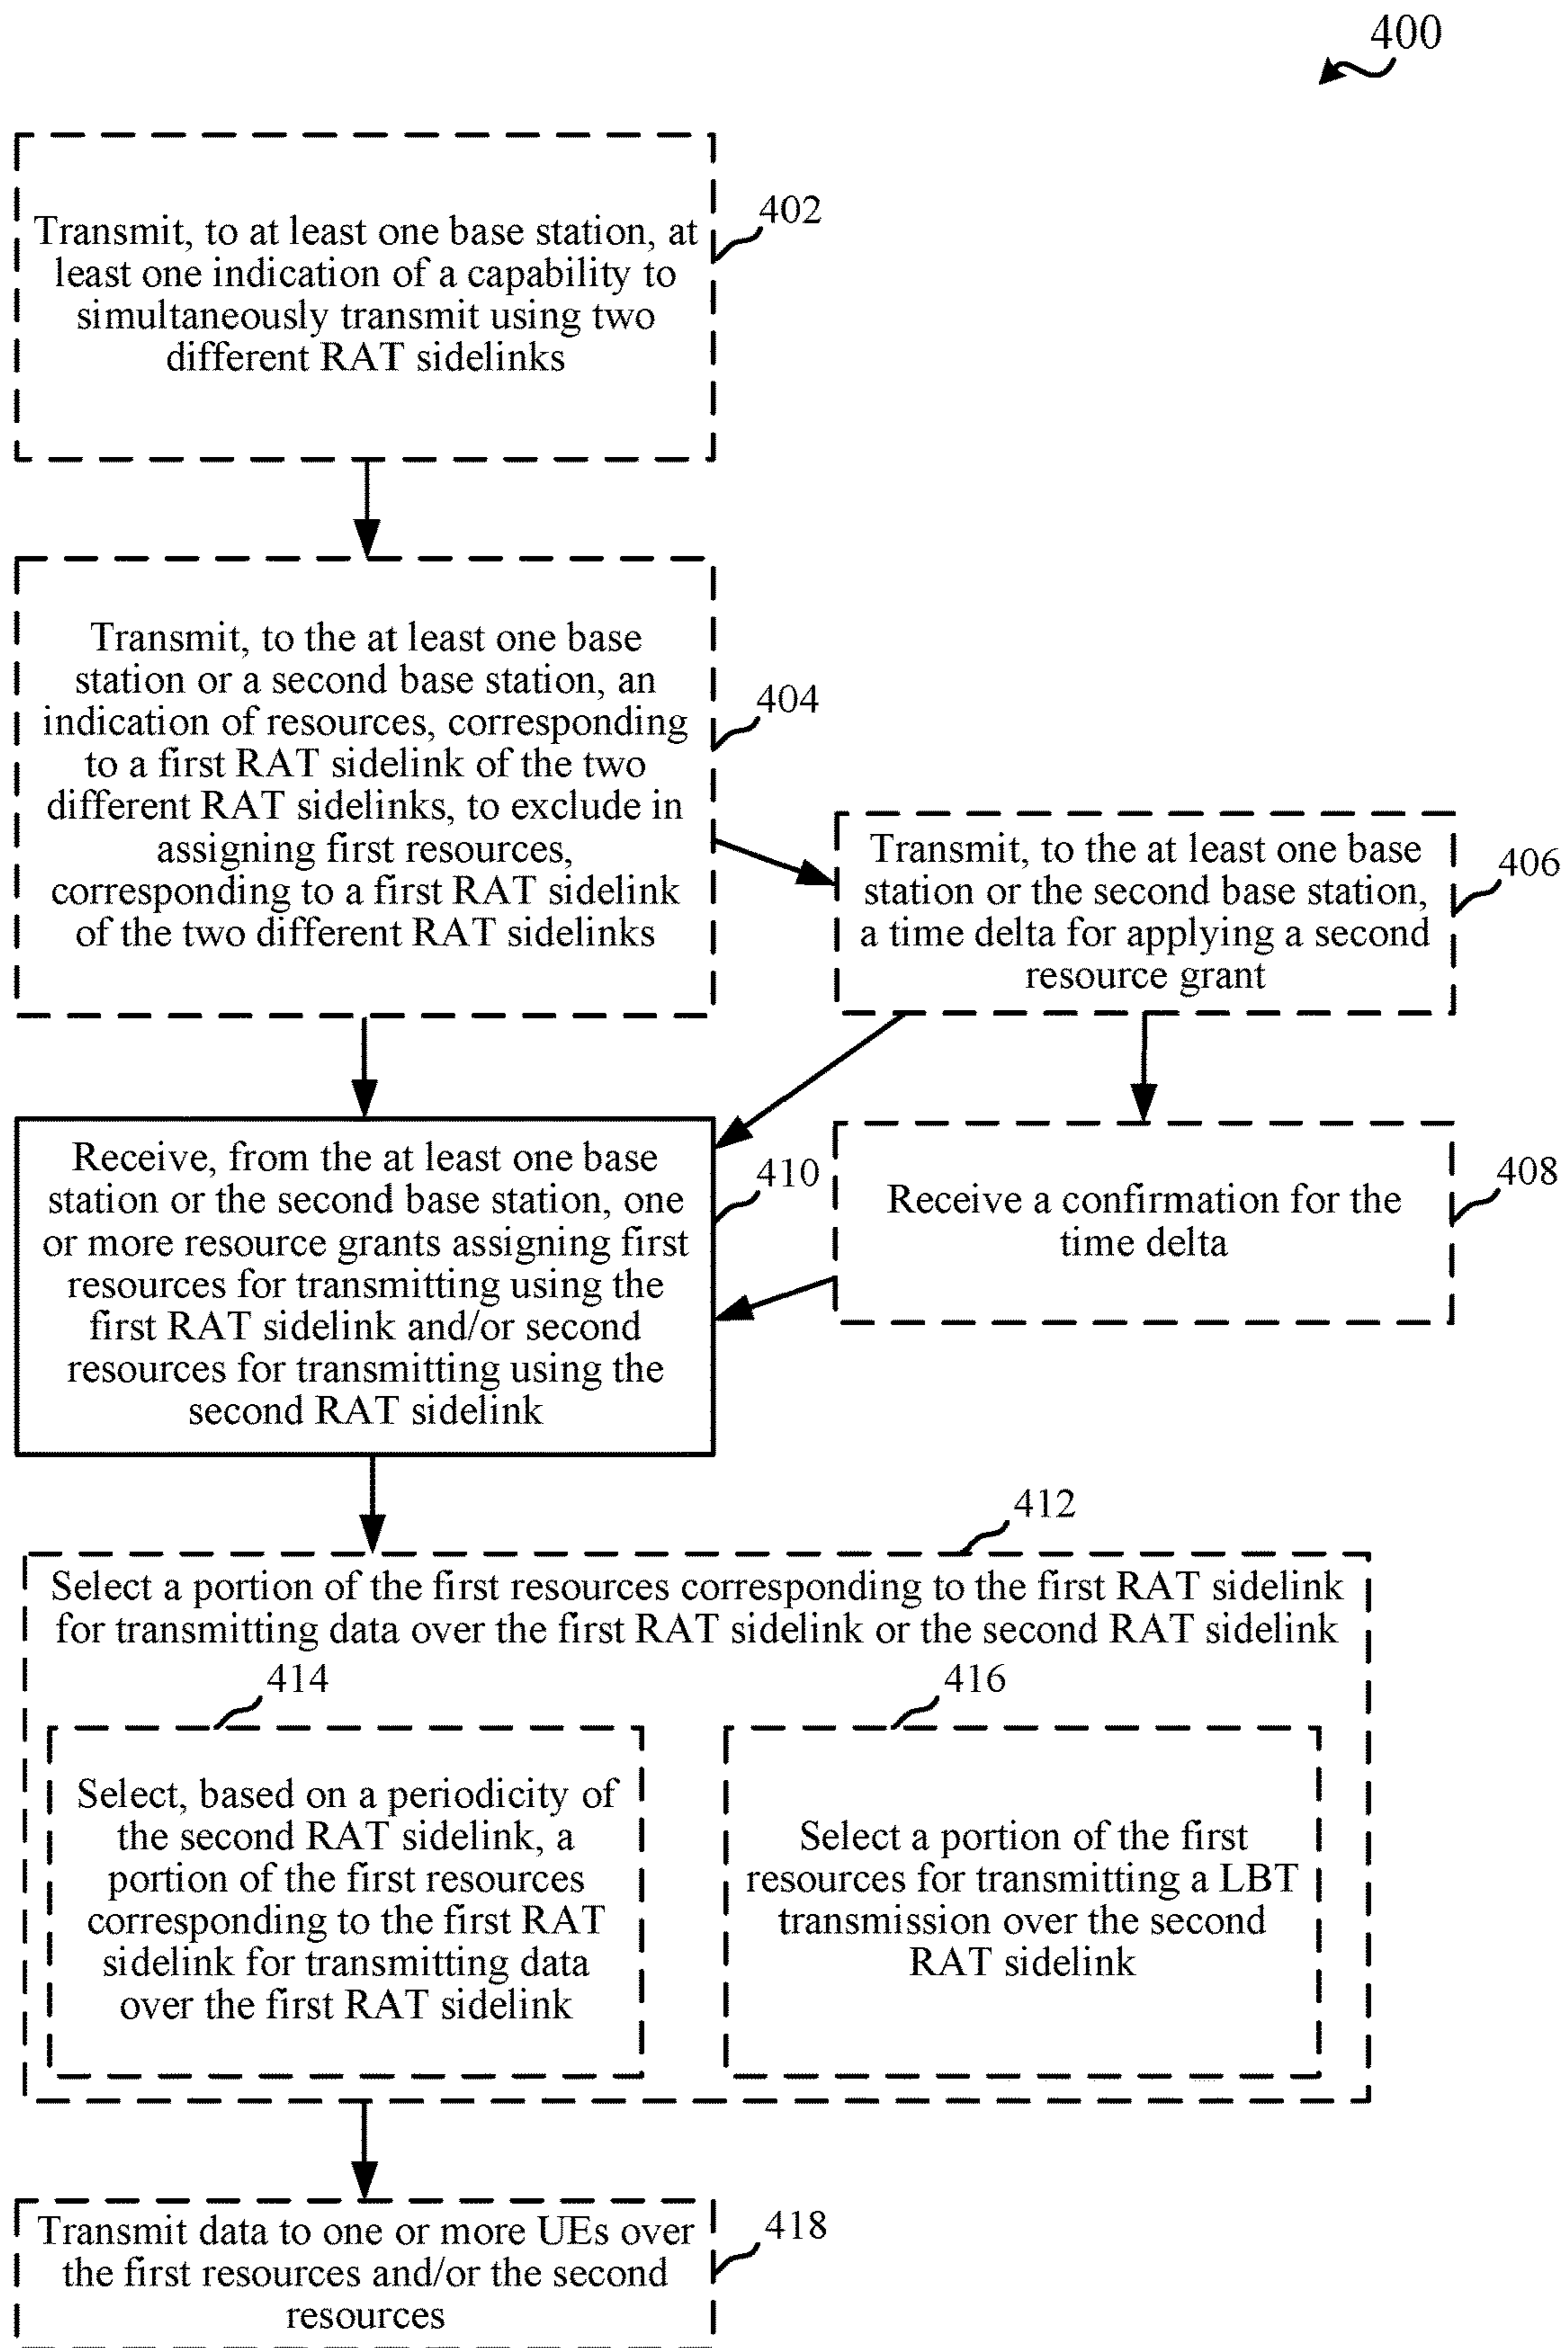 400
Transmit, to at least one base station, at
least one indication of a capability to
simultaneously transmit using two
different RAT sidelinks
402
Transmit, to the at least one base
station or a second base station, an
indication of resources, corresponding
to a first RAT sidelink of the two
different RAT sidelinks, to exclude in
assigning first resources,
corresponding to a first RAT sidelink
of the two different RAT sidelinks
404
Transmit, to the at least one base
station or the second base station,
a time delta for applying a second
resource grant
406
Receive a confirmation for the
time delta
408
Receive, from the at least one base
station or the second base station, one
or more resource grants assigning first
resources for transmitting using the
first RAT sidelink and/or second
resources for transmitting using the
second RAT sidelink
410
412
Select a portion of the first resources corresponding to the first RAT sidelink
for transmitting data over the first RAT sidelink or the second RAT sidelink
414
Select, based on a periodicity of
the second RAT sidelink, a
portion of the first resources
corresponding to the first RAT
sidelink for transmitting data
over the first RAT sidelink
416
Select a portion of the first
resources for transmitting a LBT
transmission over the second
RAT sidelink
Transmit data to one or more UEs over
the first resources and/or the second
resources
418